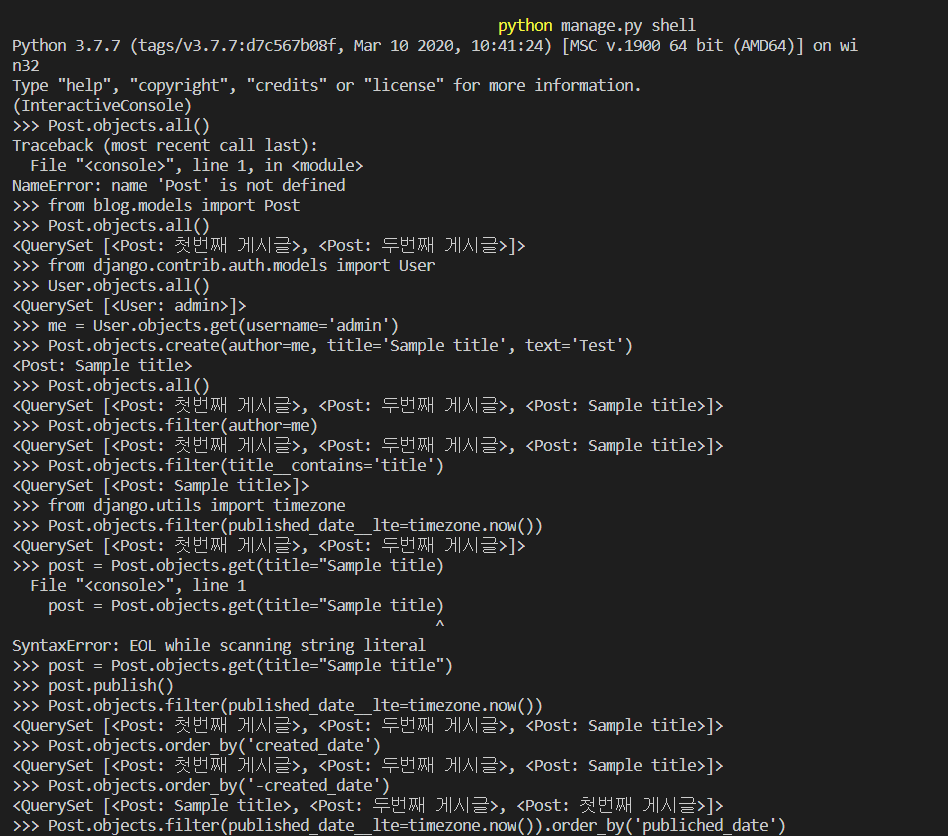 python manage.py shell
Python 3.7.7 (tags/v3.7.7:d7c567b08f, Mar 10 2020, 10:41:24) [MSC v.1900 64 bit (AMD64)] on wi
n32
Type "help", "copyright", "credits" or "license" for more information.
(InteractiveConsole)
>>> Post.objects.all()
Traceback (most recent call last):
  File "<console>", line 1, in <module>
NameError: name 'Post' is not defined
>>> from blog.models import Post
>>> Post.objects.all()
<QuerySet [<Post: 첫번째 게시글>, <Post: 두번째 게시글>]>
>>> from django.contrib.auth.models import User
>>> User.objects.all()
<QuerySet [<User: admin>]>
>>> me = User.objects.get(username='admin')
>>> Post.objects.create(author=me, title='Sample title', text='Test')
<Post: Sample title>
>>> Post.objects.all()
<QuerySet [<Post: 첫번째 게시글>, <Post: 두번째 게시글>, <Post: Sample title>]>
>>> Post.objects.filter(author=me)
<QuerySet [<Post: 첫번째 게시글>, <Post: 두번째 게시글>, <Post: Sample title>]>
>>> Post.objects.filter(title__contains='title')
<QuerySet [<Post: Sample title>]>
>>> from django.utils import timezone
>>> Post.objects.filter(published_date__lte=timezone.now())
<QuerySet [<Post: 첫번째 게시글>, <Post: 두번째 게시글>]>
>>> post = Post.objects.get(title="Sample title)
  File "<console>", line 1
    post = Post.objects.get(title="Sample title)
                                               ^
SyntaxError: EOL while scanning string literal
>>> post = Post.objects.get(title="Sample title")
>>> post.publish()
>>> Post.objects.filter(published_date__lte=timezone.now())
<QuerySet [<Post: 첫번째 게시글>, <Post: 두번째 게시글>, <Post: Sample title>]>
>>> Post.objects.order_by('created_date')
<QuerySet [<Post: 첫번째 게시글>, <Post: 두번째 게시글>, <Post: Sample title>]>
>>> Post.objects.order_by('-created_date')
<QuerySet [<Post: Sample title>, <Post: 두번째 게시글>, <Post: 첫번째 게시글>]>
>>> Post.objects.filter(published_date__lte=timezone.now()).order_by('publiched_date')